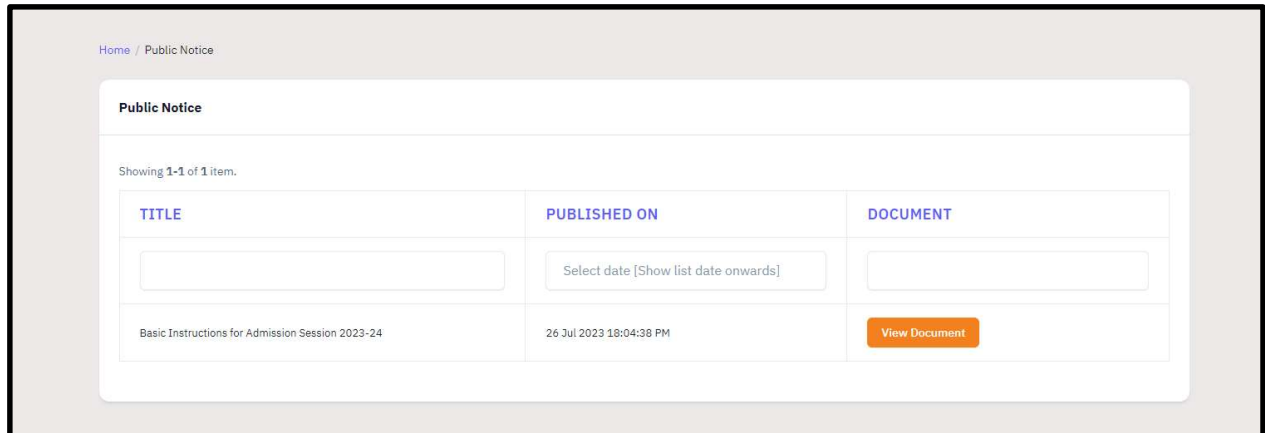 Home / Public Notice
Public Notice
Showing 1-1 of 1 item.
TITLE PUBLISHED ON DOCUMENT
Select date [Show list date onwards]
Basic Instructions for Admission Session 2023-24 26 Jul 2023 18:04:38 PM View Document